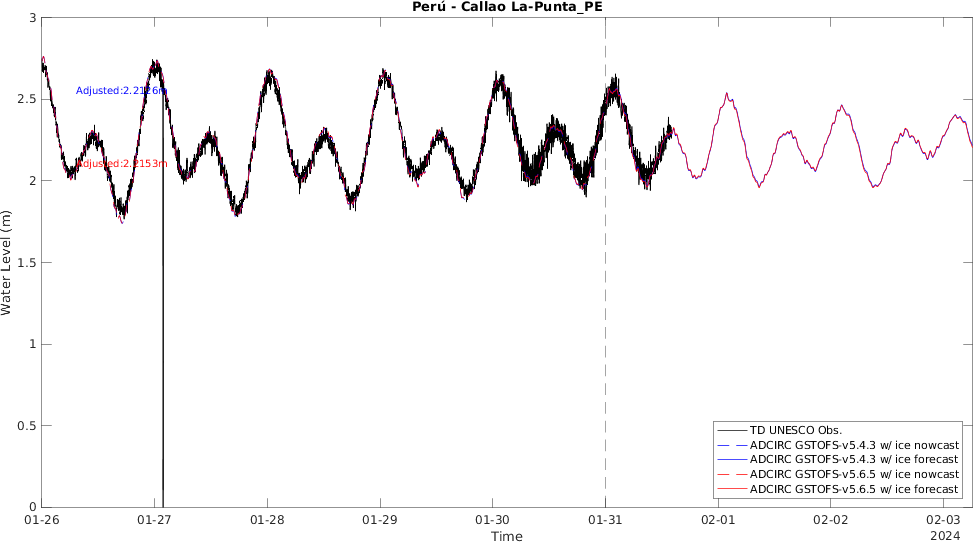 Perú - Callao La-Punta_PE
3
2.5
2
1.5
1
0.5
0
Water Level (m)
Adjusted:2.2126m
Adjusted:2.2153m
TD UNESCO Obs.
ADCIRC GSTOFS-v5.4.3 w/ ice nowcast
ADCIRC GSTOFS-v5.4.3 w/ ice forecast
ADCIRC GSTOFS-v5.6.5 w/ ice nowcast
ADCIRC GSTOFS-v5.6.5 w/ ice forecast
01-26 01-27 01-28 01-29 01-30 01-31 02-01 02-02 02-03
Time
2024